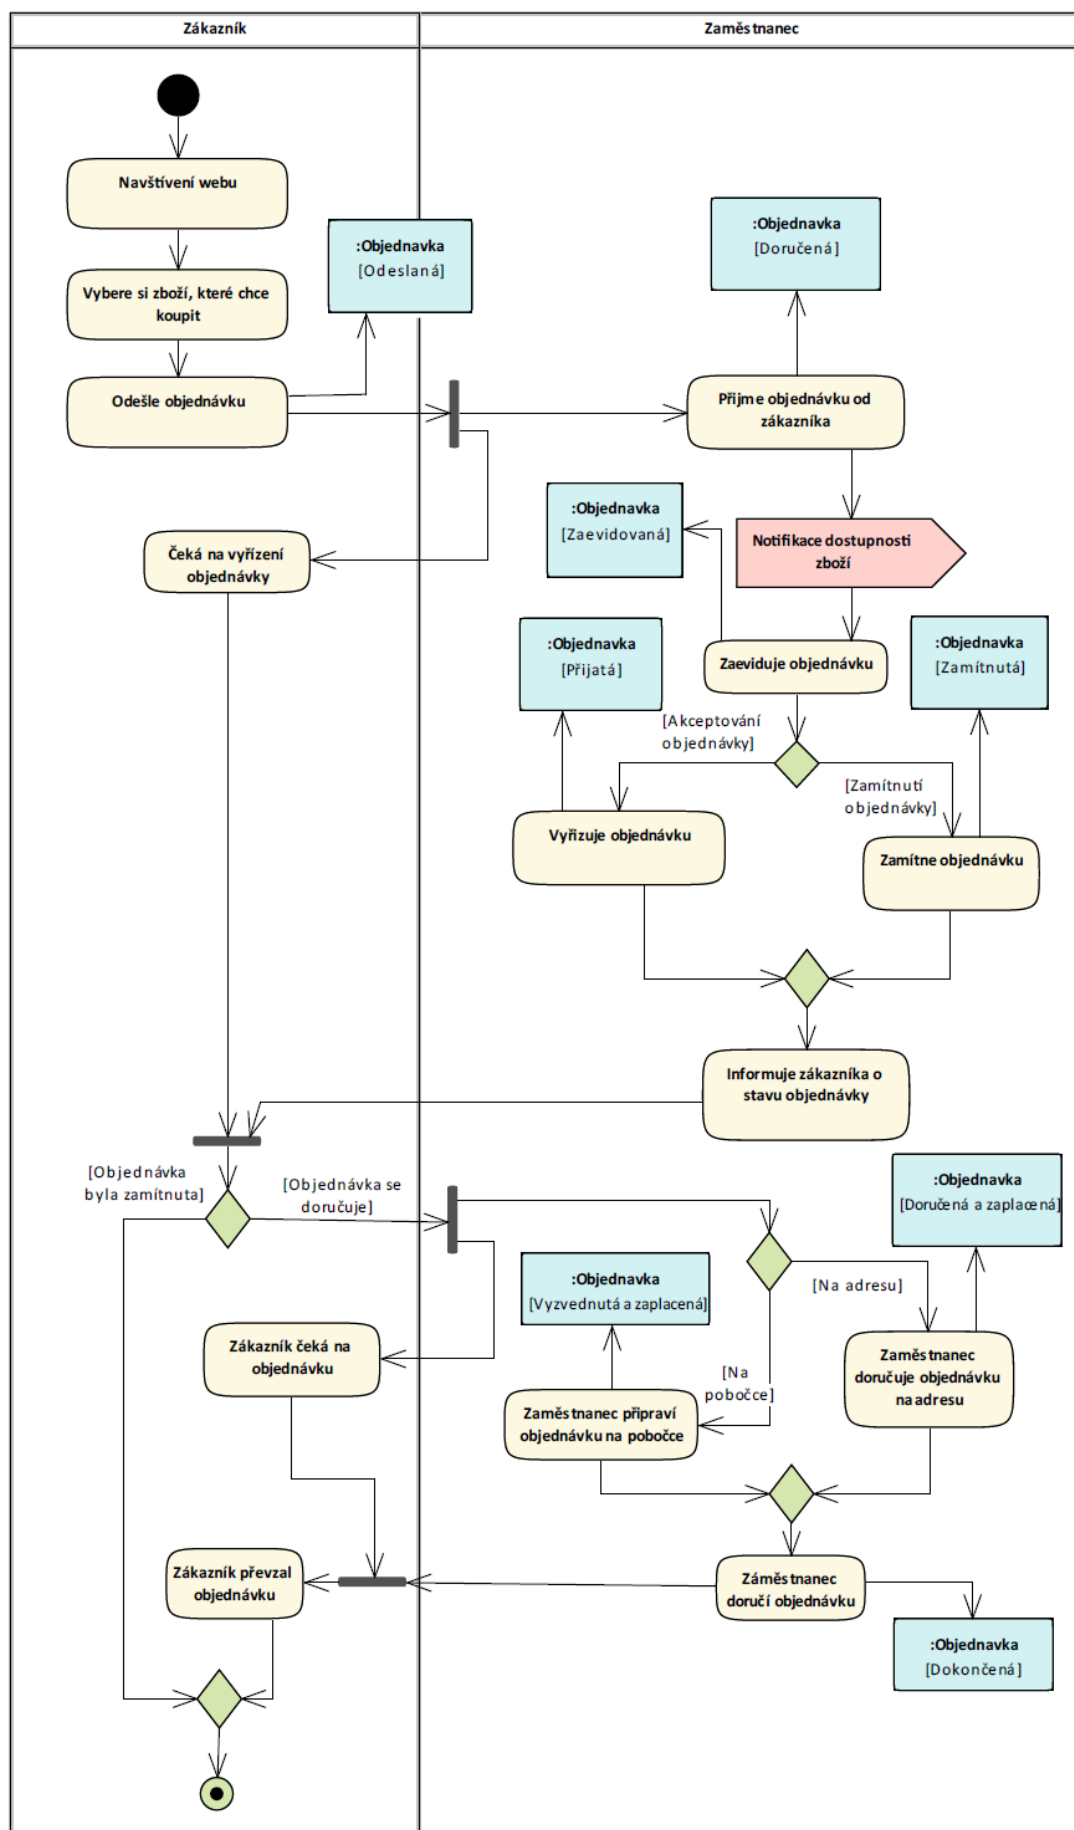 Zákazník
Zaměstnanec
Navštívení webu
:Objednavka
[Odeslaná]
:Objednavka
[Doručená]
Vybere si zboží, které chce
koupit
Odešle objednávku
Přijme objednávku od
zákazníka
:Objednavka
[Zaevidovaná]
Notifikace dostupnosti
zboží
Čeká na vyřízení
objednávky
:Objednavka
[Přijatá]
Zaeviduje objednávku
:Objednavka
[Zamítnutá]
[Akceptování
objednávky]
[Zamítnutí
objednávky]
Vyřizuje objednávku
Zamítne objednávku
Informuje zákazníka o
stavu objednávky
[Objednávka
byla zamítnuta]
[Objednávka se
doručuje]
:Objednavka
[Doručená a zaplacená]
:Objednavka
[Vyzvednutá a zaplacená]
[Na adresu]
Zákazník čeká na
objednávku
[Na
pobočce]
Zaměstnanec
doručuje objednávku
na adresu
Zaměstnanec připraví
objednávku na pobočce
Zákazník převzal
objednávku
Záměstnanec
doručí objednávku
:Objednavka
[Dokončená]